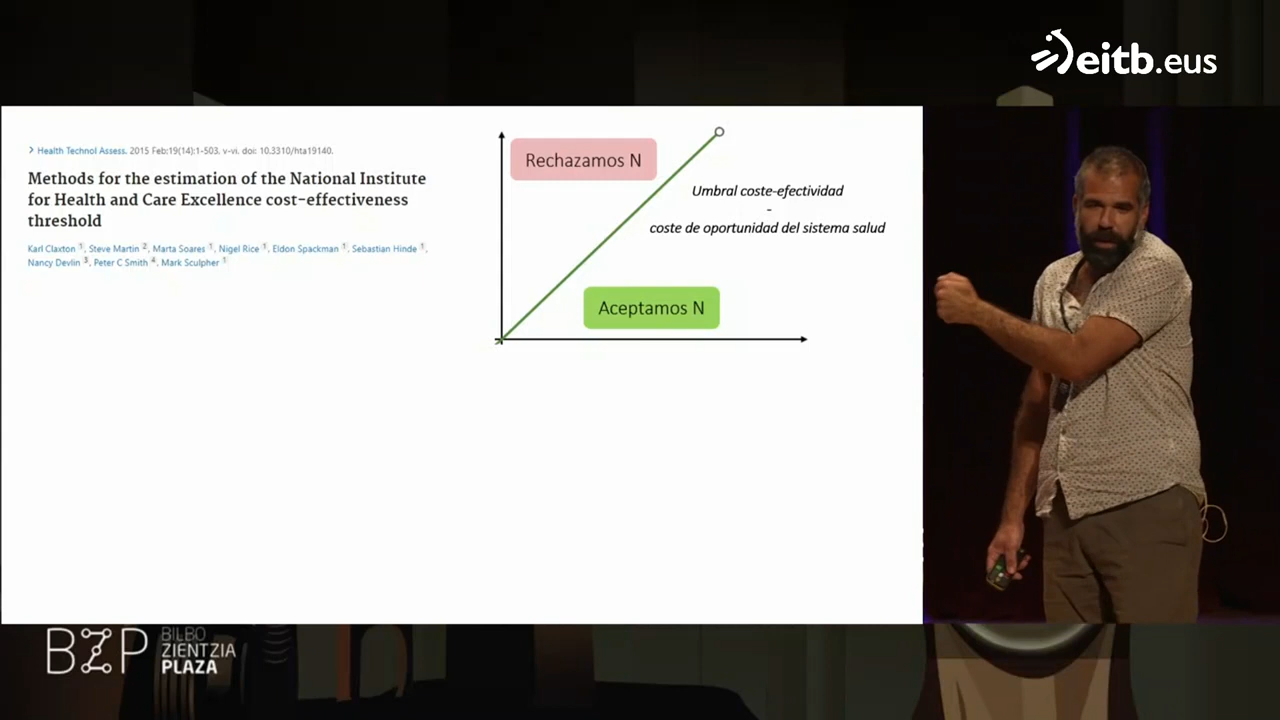 eitb.eus
> Health Technol Assess. 2015 Feb;19(14):1-503, v-vi. doi: 10.3310/hta19140.
Methods for the estimation of the National Institute
for Health and Care Excellence cost-effectiveness
threshold
Karl Claxton 1, Steve Martin 2, Marta Soares 1, Nigel Rice 1, Eldon Spackman 1, Sebastian Hinde 1,
Nancy Devlin 3, Peter C Smith 4, Mark Sculpher 1
Rechazamos N
Umbral coste-efectividad
-
coste de oportunidad del sistema salud
Aceptamos N
BZP
BILBO
ZIENTZIA
PLAZA